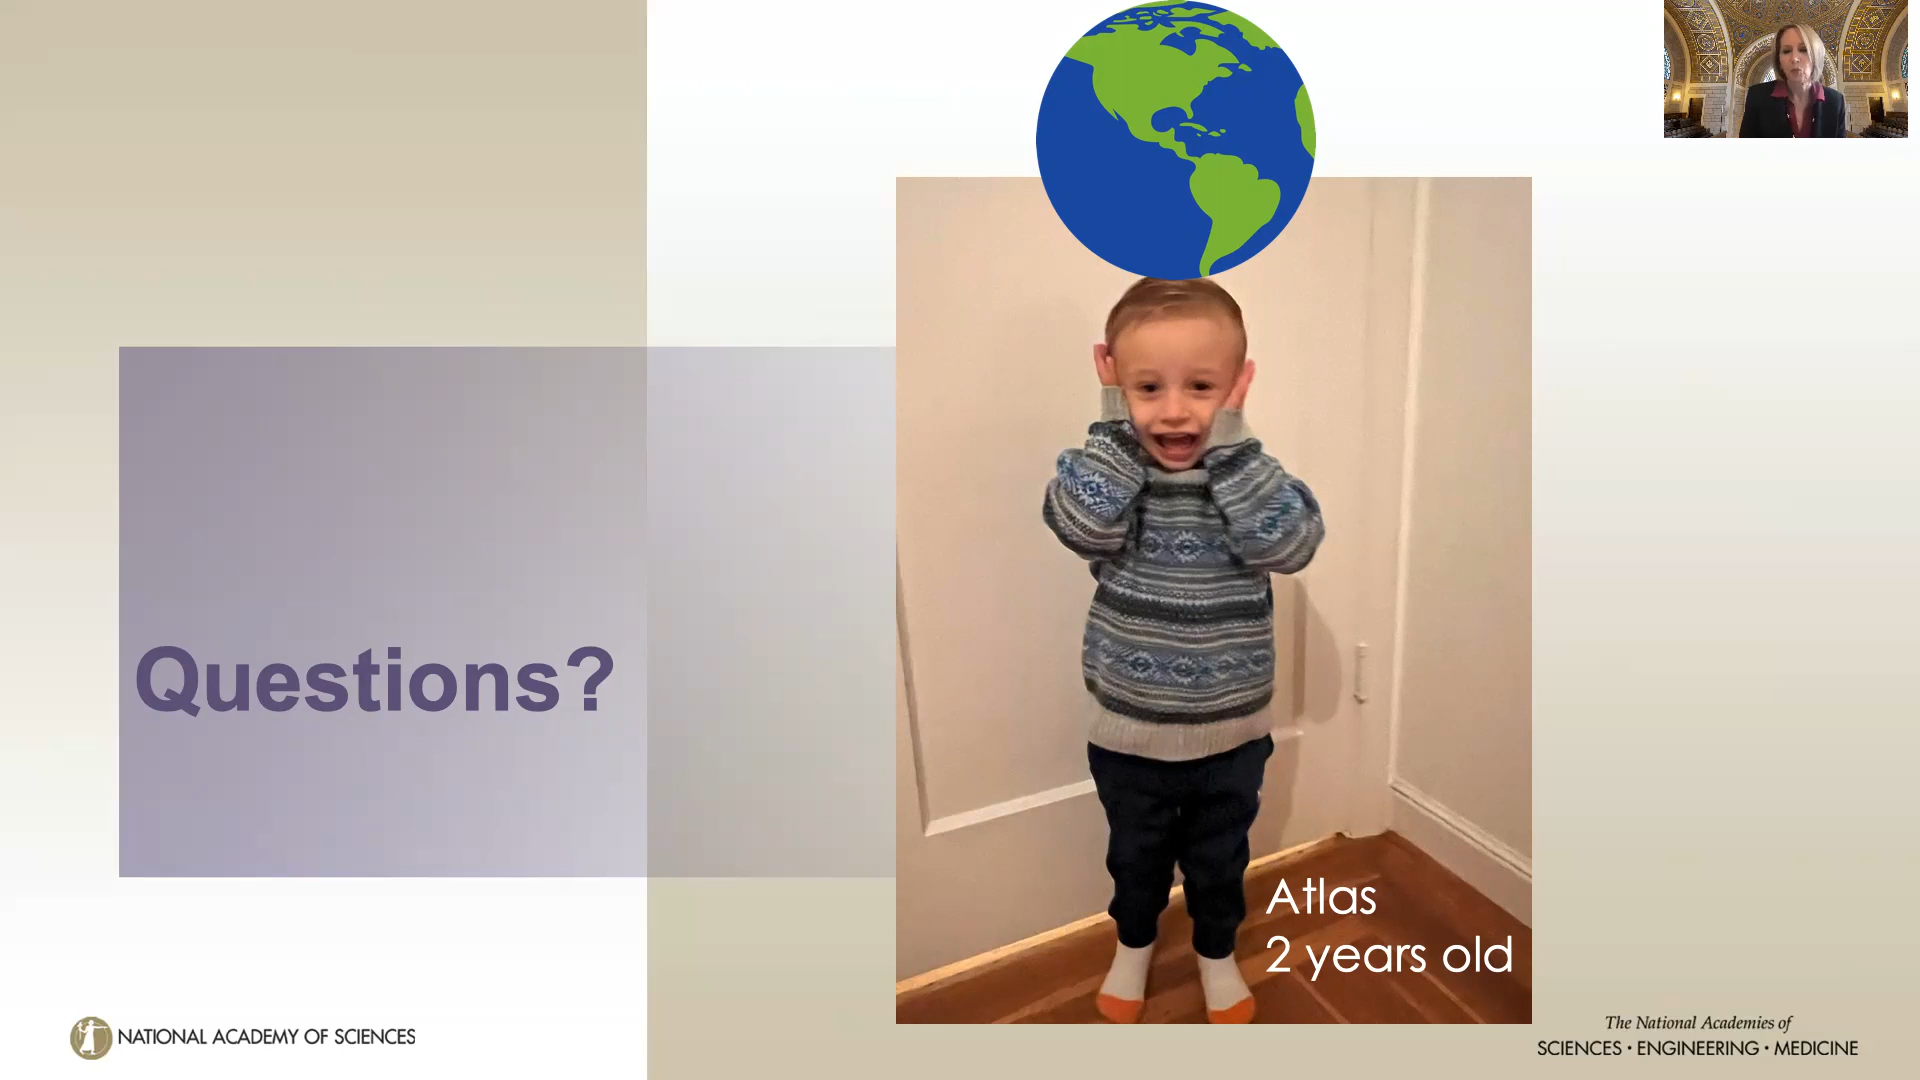 Questions?
Atlas
2 years old
NATIONAL ACADEMY OF SCIENCES
The National Academies of
SCIENCES • ENGINEERING • MEDICINE